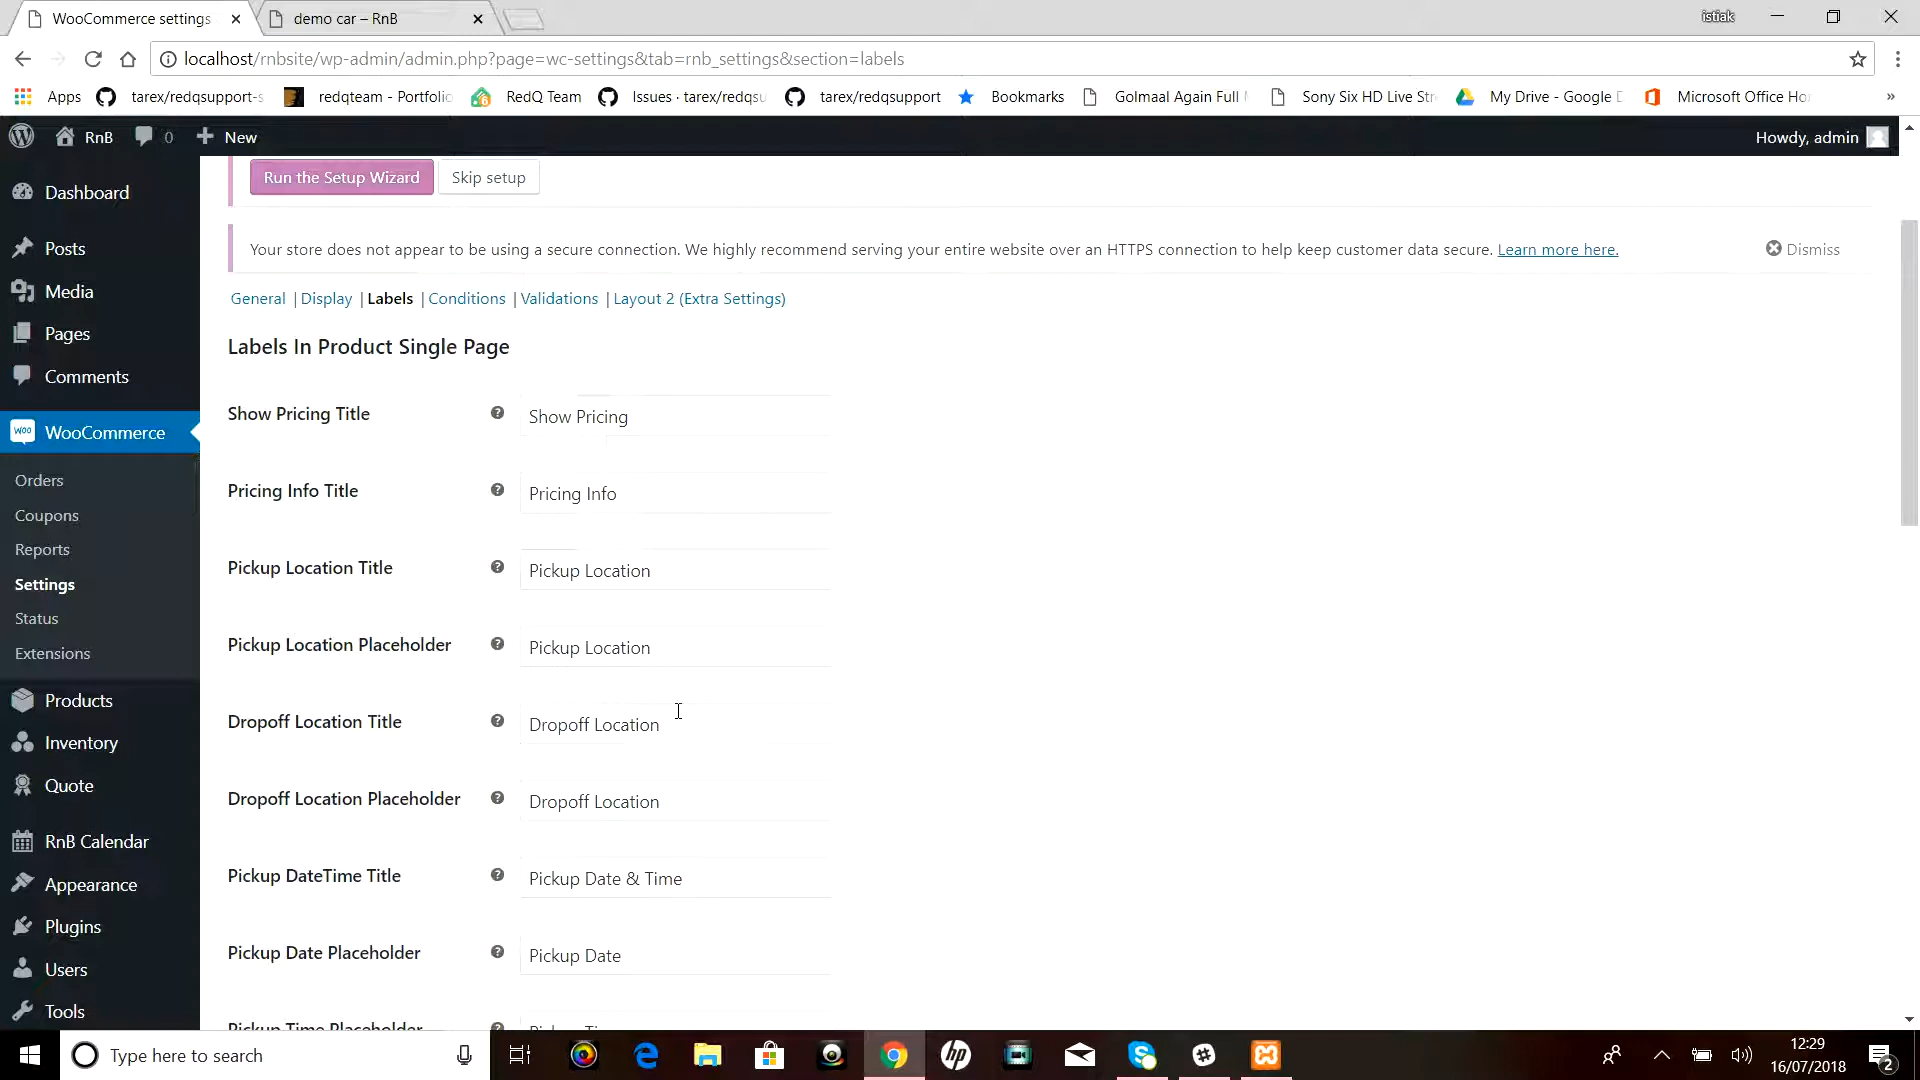 WooCommerce settings
demo car – RnB
istiak
localhost/rnbsite/wp-admin/admin.php?page=wc-settings&tab=rnb_settings&section=labels
Apps
tarex/redqsupport-s
redqteam - Portfolio
RedQ Team
Issues · tarex/redqsu
tarex/redqsupport
Bookmarks
Golmaal Again Full
Sony Six HD Live Str
My Drive - Google
Microsoft Office Ho
»
RnB
0
New
Howdy, admin
Dashboard
Posts
Media
Pages
Comments
WooCommerce
Orders
Coupons
Reports
Settings
Status
Extensions
Products
Inventory
Quote
RnB Calendar
Appearance
Plugins
Users
Tools
Run the Setup Wizard
Skip setup
Your store does not appear to be using a secure connection. We highly recommend serving your entire website over an HTTPS connection to help keep customer data secure. Learn more here.
Dismiss
General | Display | Labels | Conditions | Validations | Layout 2 (Extra Settings)
Labels In Product Single Page
Show Pricing Title
Show Pricing
Pricing Info Title
Pricing Info
Pickup Location Title
Pickup Location
Pickup Location Placeholder
Pickup Location
Dropoff Location Title
Dropoff Location
Dropoff Location Placeholder
Dropoff Location
Pickup DateTime Title
Pickup Date & Time
Pickup Date Placeholder
Pickup Date
Pickup Time Placeholder
Type here to search
12:29
16/07/2018
2